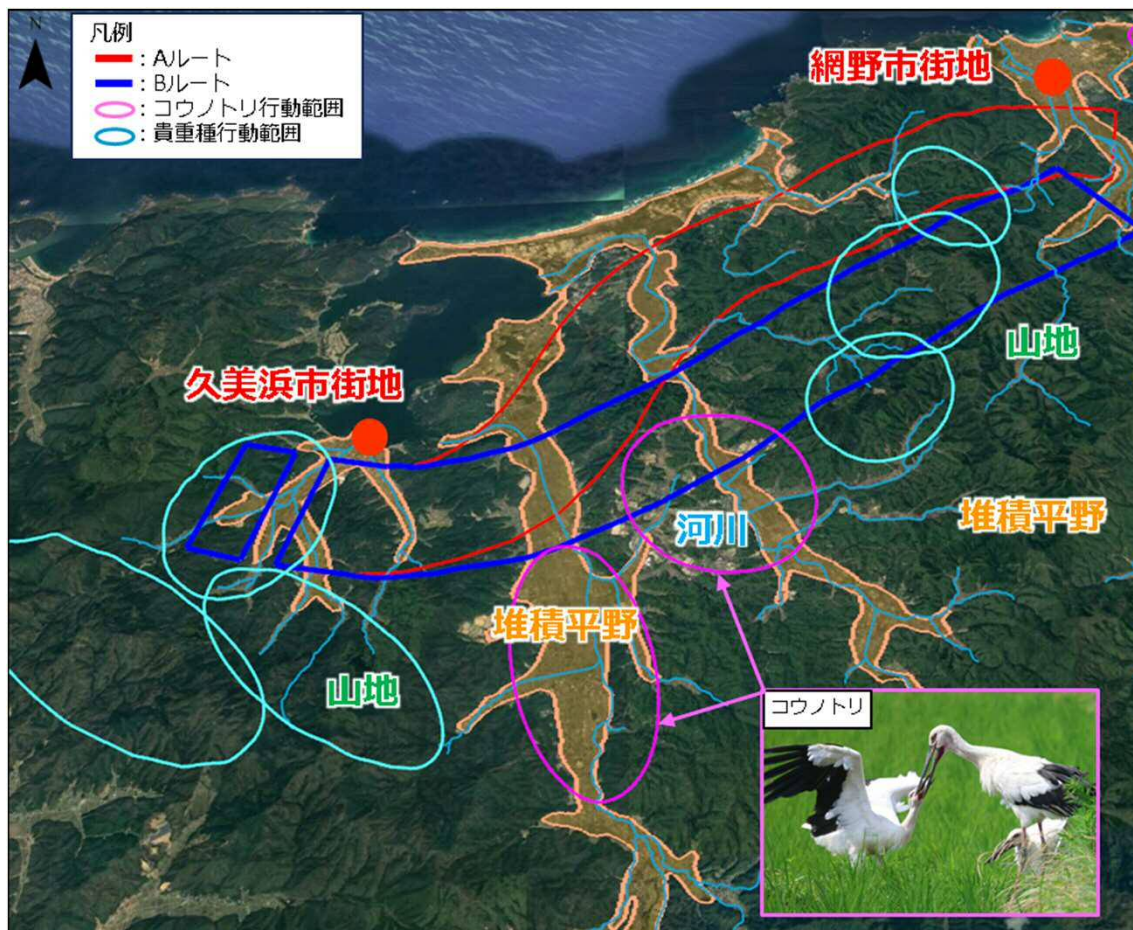 N
凡例
：Aルート
：Bルート
：コウノトリ行動範囲
：貴重種行動範囲
網野市街地
山地
久美浜市街地
堆積平野
河川
堆積平野
山地
コウノトリ